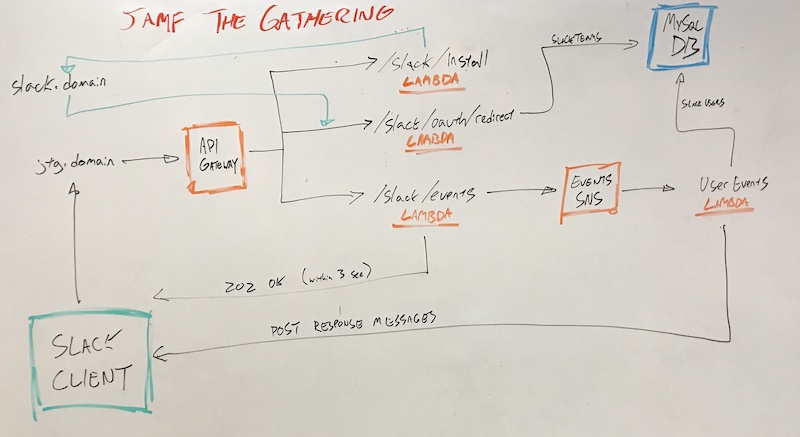 JAMF THE GATHERING
SLACKTEAMS
MySQL
DB
/slack/install
LAMBDA
slack.domain
SLACK USERS
/slack/oauth/redirect
LAMBDA
API
GATEWAY
jtg.domain
/slack/events
LAMBDA
EVENTS
SNS
User Events
LAMBDA
202 OK (within 3 sec)
POST RESPONSE MESSAGES
SLACK
CLIENT